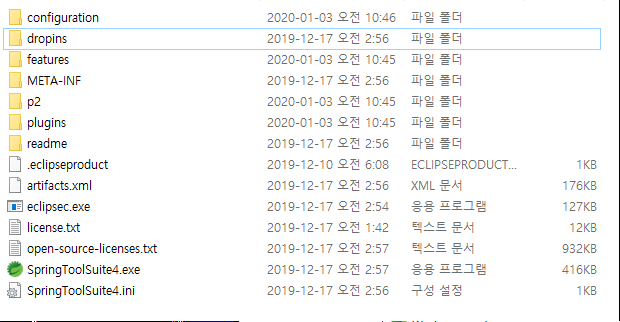 configuration 2020-01-03 오전 10:46 파일 폴더
dropins 2019-12-17 오전 2:56 파일 폴더
features 2020-01-03 오전 10:45 파일 폴더
META-INF 2019-12-17 오전 2:56 파일 폴더
p2 2020-01-03 오전 10:45 파일 폴더
plugins 2020-01-03 오전 10:45 파일 폴더
readme 2019-12-17 오전 2:56 파일 폴더
.eclipseproduct 2019-12-10 오전 6:08 ECLIPSEPRODUCT... 1KB
artifacts.xml 2019-12-17 오전 2:56 XML 문서 176KB
eclipsec.exe 2019-12-17 오전 2:54 응용 프로그램 127KB
license.txt 2019-12-17 오전 1:42 텍스트 문서 12KB
open-source-licenses.txt 2019-12-17 오전 2:57 텍스트 문서 932KB
SpringToolSuite4.exe 2019-12-17 오전 2:57 응용 프로그램 416KB
SpringToolSuite4.ini 2019-12-17 오전 2:56 구성 설정 1KB